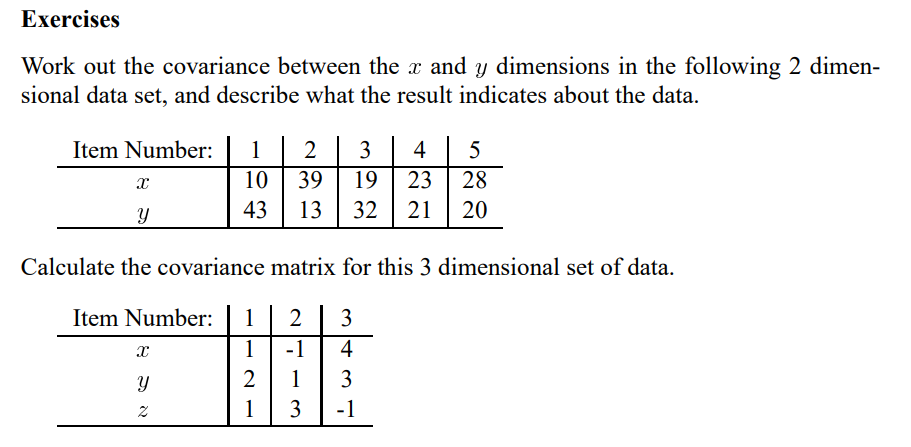 Exercises
Work out the covariance between the x and y dimensions in the following 2 dimen-
sional data set, and describe what the result indicates about the data.
Item Number: 1 2 3 4 5
x 10 39 19 23 28
y 43 13 32 21 20
Calculate the covariance matrix for this 3 dimensional set of data.
Item Number: 1 2 3
x 1 -1 4
y 2 1 3
z 1 3 -1